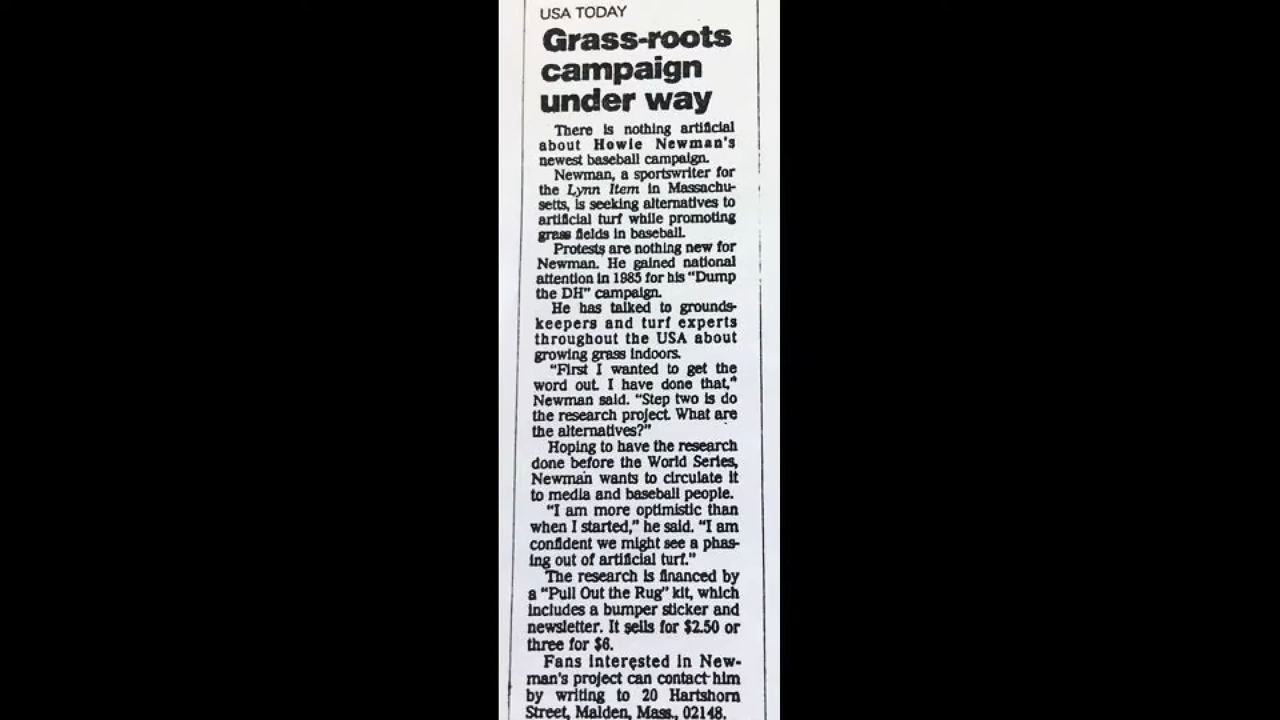 USA TODAY
Grass-roots
campaign
under way
There is nothing artificial
about Howie Newman's
newest baseball campaign.
Newman, a sportswriter for
the Lynn Item in Massachu-
setts, is seeking alternatives to
artificial turf while promoting
grass fields in baseball.
Protests are nothing new for
Newman. He gained national
attention in 1985 for his "Dump
the DH" campaign.
He has talked to grounds-
keepers and turf experts
throughout the USA about
growing grass indoors.
"First I wanted to get the
word out. I have done that,"
Newman said. "Step two is do
the research project. What are
the alternatives?"
Hoping to have the research
done before the World Series,
Newman wants to circulate it
to media and baseball people.
"I am more optimistic than
when I started," he said. "I am
confident we might see a phas-
ing out of artificial turf."
The research is financed by
a "Pull Out the Rug" kit, which
includes a bumper sticker and
newsletter. It sells for $2.50 or
three for $6.
Fans interested in New-
man's project can contact him
by writing to 20 Hartshorn
Street, Malden, Mass., 02148.